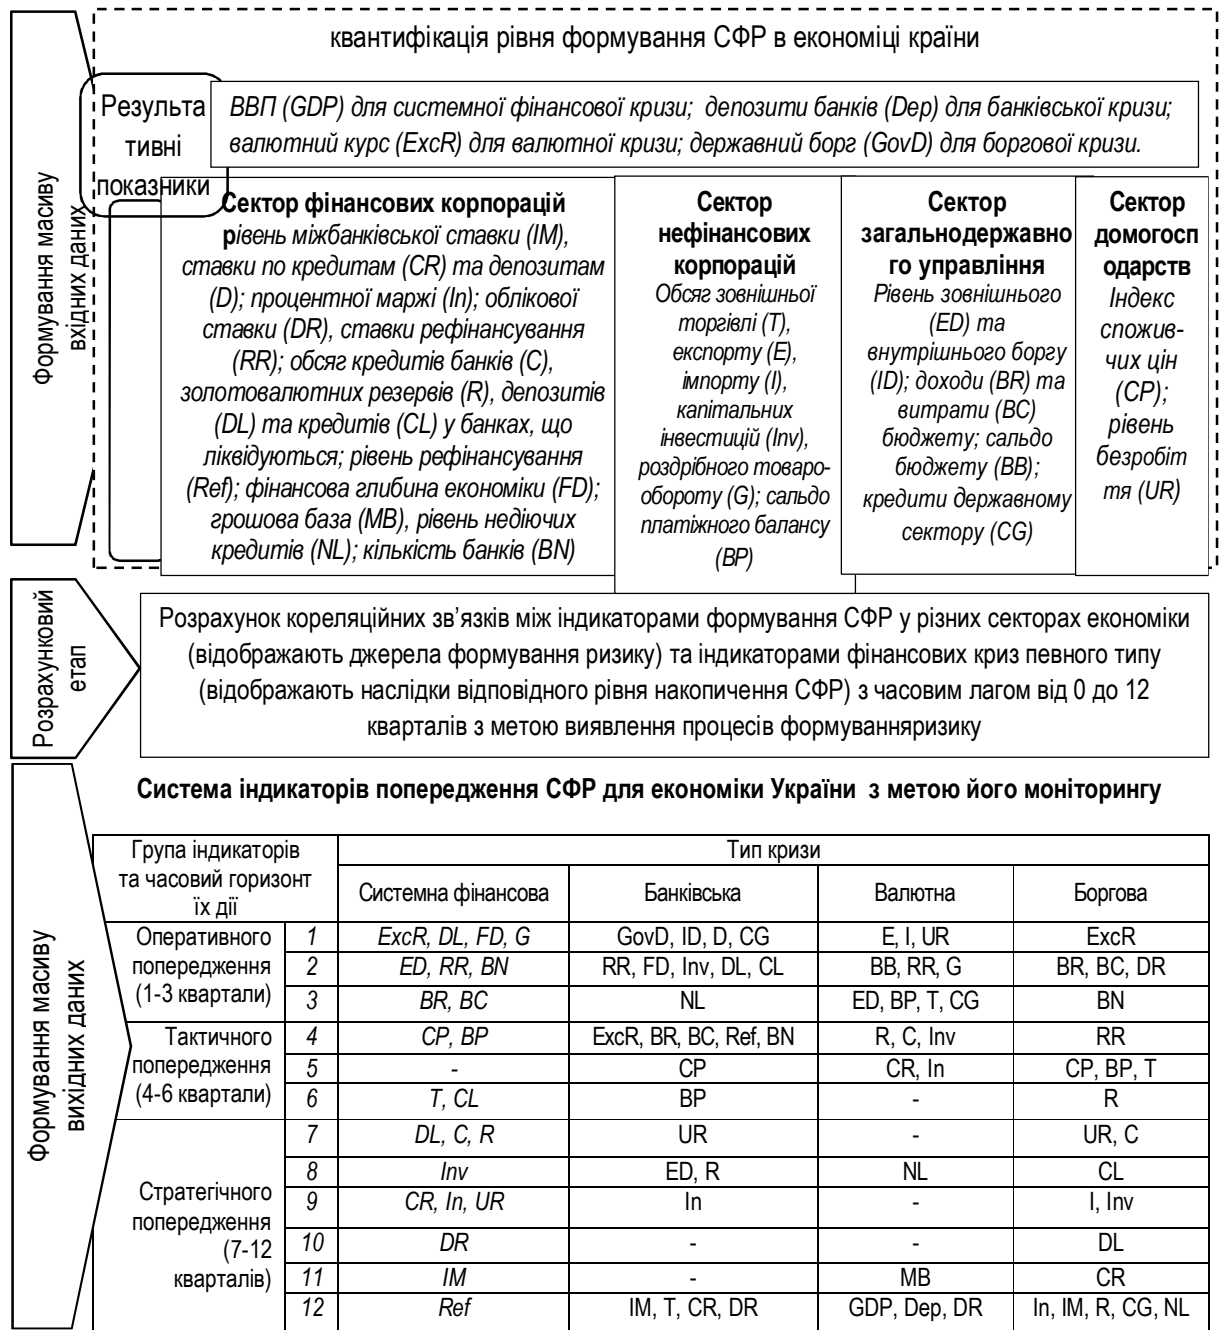 квантифікація рівня формування СФР в економіці країни
Формування масиву
вхідних даних
Результа
тивні
показники
ВВП (GDP) для системної фінансової кризи; депозити банків (Dep) для банківської кризи;
валютний курс (ExcR) для валютної кризи; державний борг (GovD) для боргової кризи.
Сектор фінансових корпорацій
рівень міжбанківської ставки (IM),
ставки по кредитам (CR) та депозитам
(D); процентної маржі (In); облікової
ставки (DR), ставки рефінансування
(RR); обсяг кредитів банків (C),
золотовалютних резервів (R), депозитів
(DL) та кредитів (CL) у банках, що
ліквідуються; рівень рефінансування
(Ref); фінансова глибина економіки (FD);
грошова база (MB), рівень недіючих
кредитів (NL); кількість банків (BN)
Сектор
нефінансових
корпорацій
Обсяг зовнішньої
торгівлі (T),
експорту (E),
імпорту (I),
капітальних
інвестицій (Inv),
роздрібного товаро-
обороту (G); сальдо
платіжного балансу
(BP)
Сектор
загальнодержавно
го управління
Рівень зовнішнього
(ED) та
внутрішнього боргу
(ID); доходи (BR) та
витрати (BC)
бюджету; сальдо
бюджету (BB);
кредити державному
сектору (CG)
Сектор
домогосп
одарств
Індекс
спожив-
чих цін
(CP);
рівень
безробіт
тя (UR)
Розрахунковий
етап
Розрахунок кореляційних зв’язків між індикаторами формування СФР у різних секторах економіки
(відображають джерела формування ризику) та індикаторами фінансових криз певного типу
(відображають наслідки відповідного рівня накопичення СФР) з часовим лагом від 0 до 12
кварталів з метою виявлення процесів формуванняризику
Формування масиву
вихідних даних
Система індикаторів попередження СФР для економіки України з метою його моніторингу
Група індикаторів
та часовий горизонт
їх дії
Тип кризи
Системна фінансова Банківська Валютна Боргова
Оперативного
попередження
(1-3 квартали)
1 ExcR, DL, FD, G GovD, ID, D, CG E, I, UR ExcR
2 ED, RR, BN RR, FD, Inv, DL, CL BB, RR, G BR, BC, DR
3 BR, BC NL ED, BP, T, CG BN
Тактичного
попередження
(4-6 квартали)
4 CP, BP ExcR, BR, BC, Ref, BN R, C, Inv RR
5 - CP CR, In CP, BP, T
6 T, CL BP - R
Стратегічного
попередження
(7-12
кварталів)
7 DL, C, R UR - UR, C
8 Inv ED, R NL CL
9 CR, In, UR In - I, Inv
10 DR - - DL
11 IM - MB CR
12 Ref IM, T, CR, DR GDP, Dep, DR In, IM, R, CG, NL